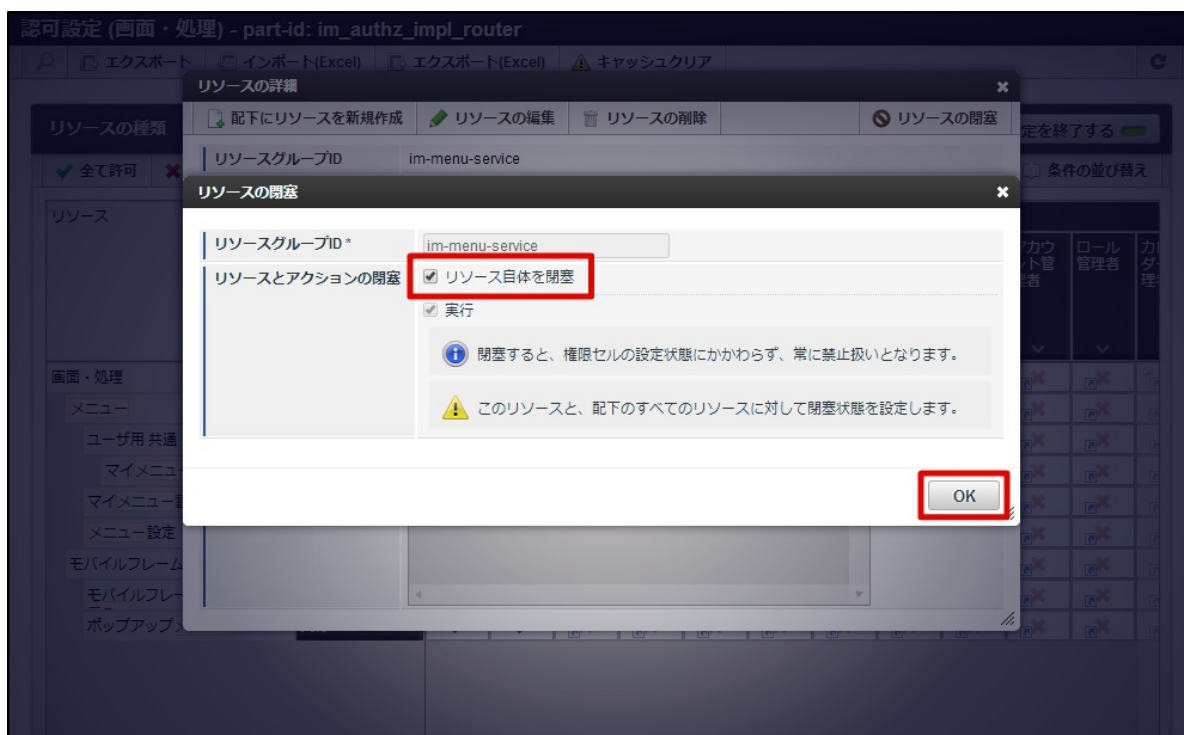 認可設定 (画面・処理) - part-id: im_authz_impl_router
エクスポート インポート(Excel) エクスポート(Excel) キャッシュクリア
リソースの詳細
リソースの種類
配下にリソースを新規作成 リソースの編集 リソースの削除 リソースの閉塞
定を終了する
リソースグループID im-menu-service
全て許可 条件の並び替え
リソースの閉塞
リソース
リソースグループID * im-menu-service
リソースとアクションの閉塞 リソース自体を閉塞
実行
閉塞すると、権限セルの設定状態にかかわらず、常に禁止扱いとなります。
このリソースと、配下のすべてのリソースに対して閉塞状態を設定します。
アカウ
ント管
理者
ロール
管理者
画面・処理
メニュー
ユーザ用 共通
マイメニュー
マイメニュー
メニュー設定
モバイルフレーム
モバイルフレー
ポップアップ
OK